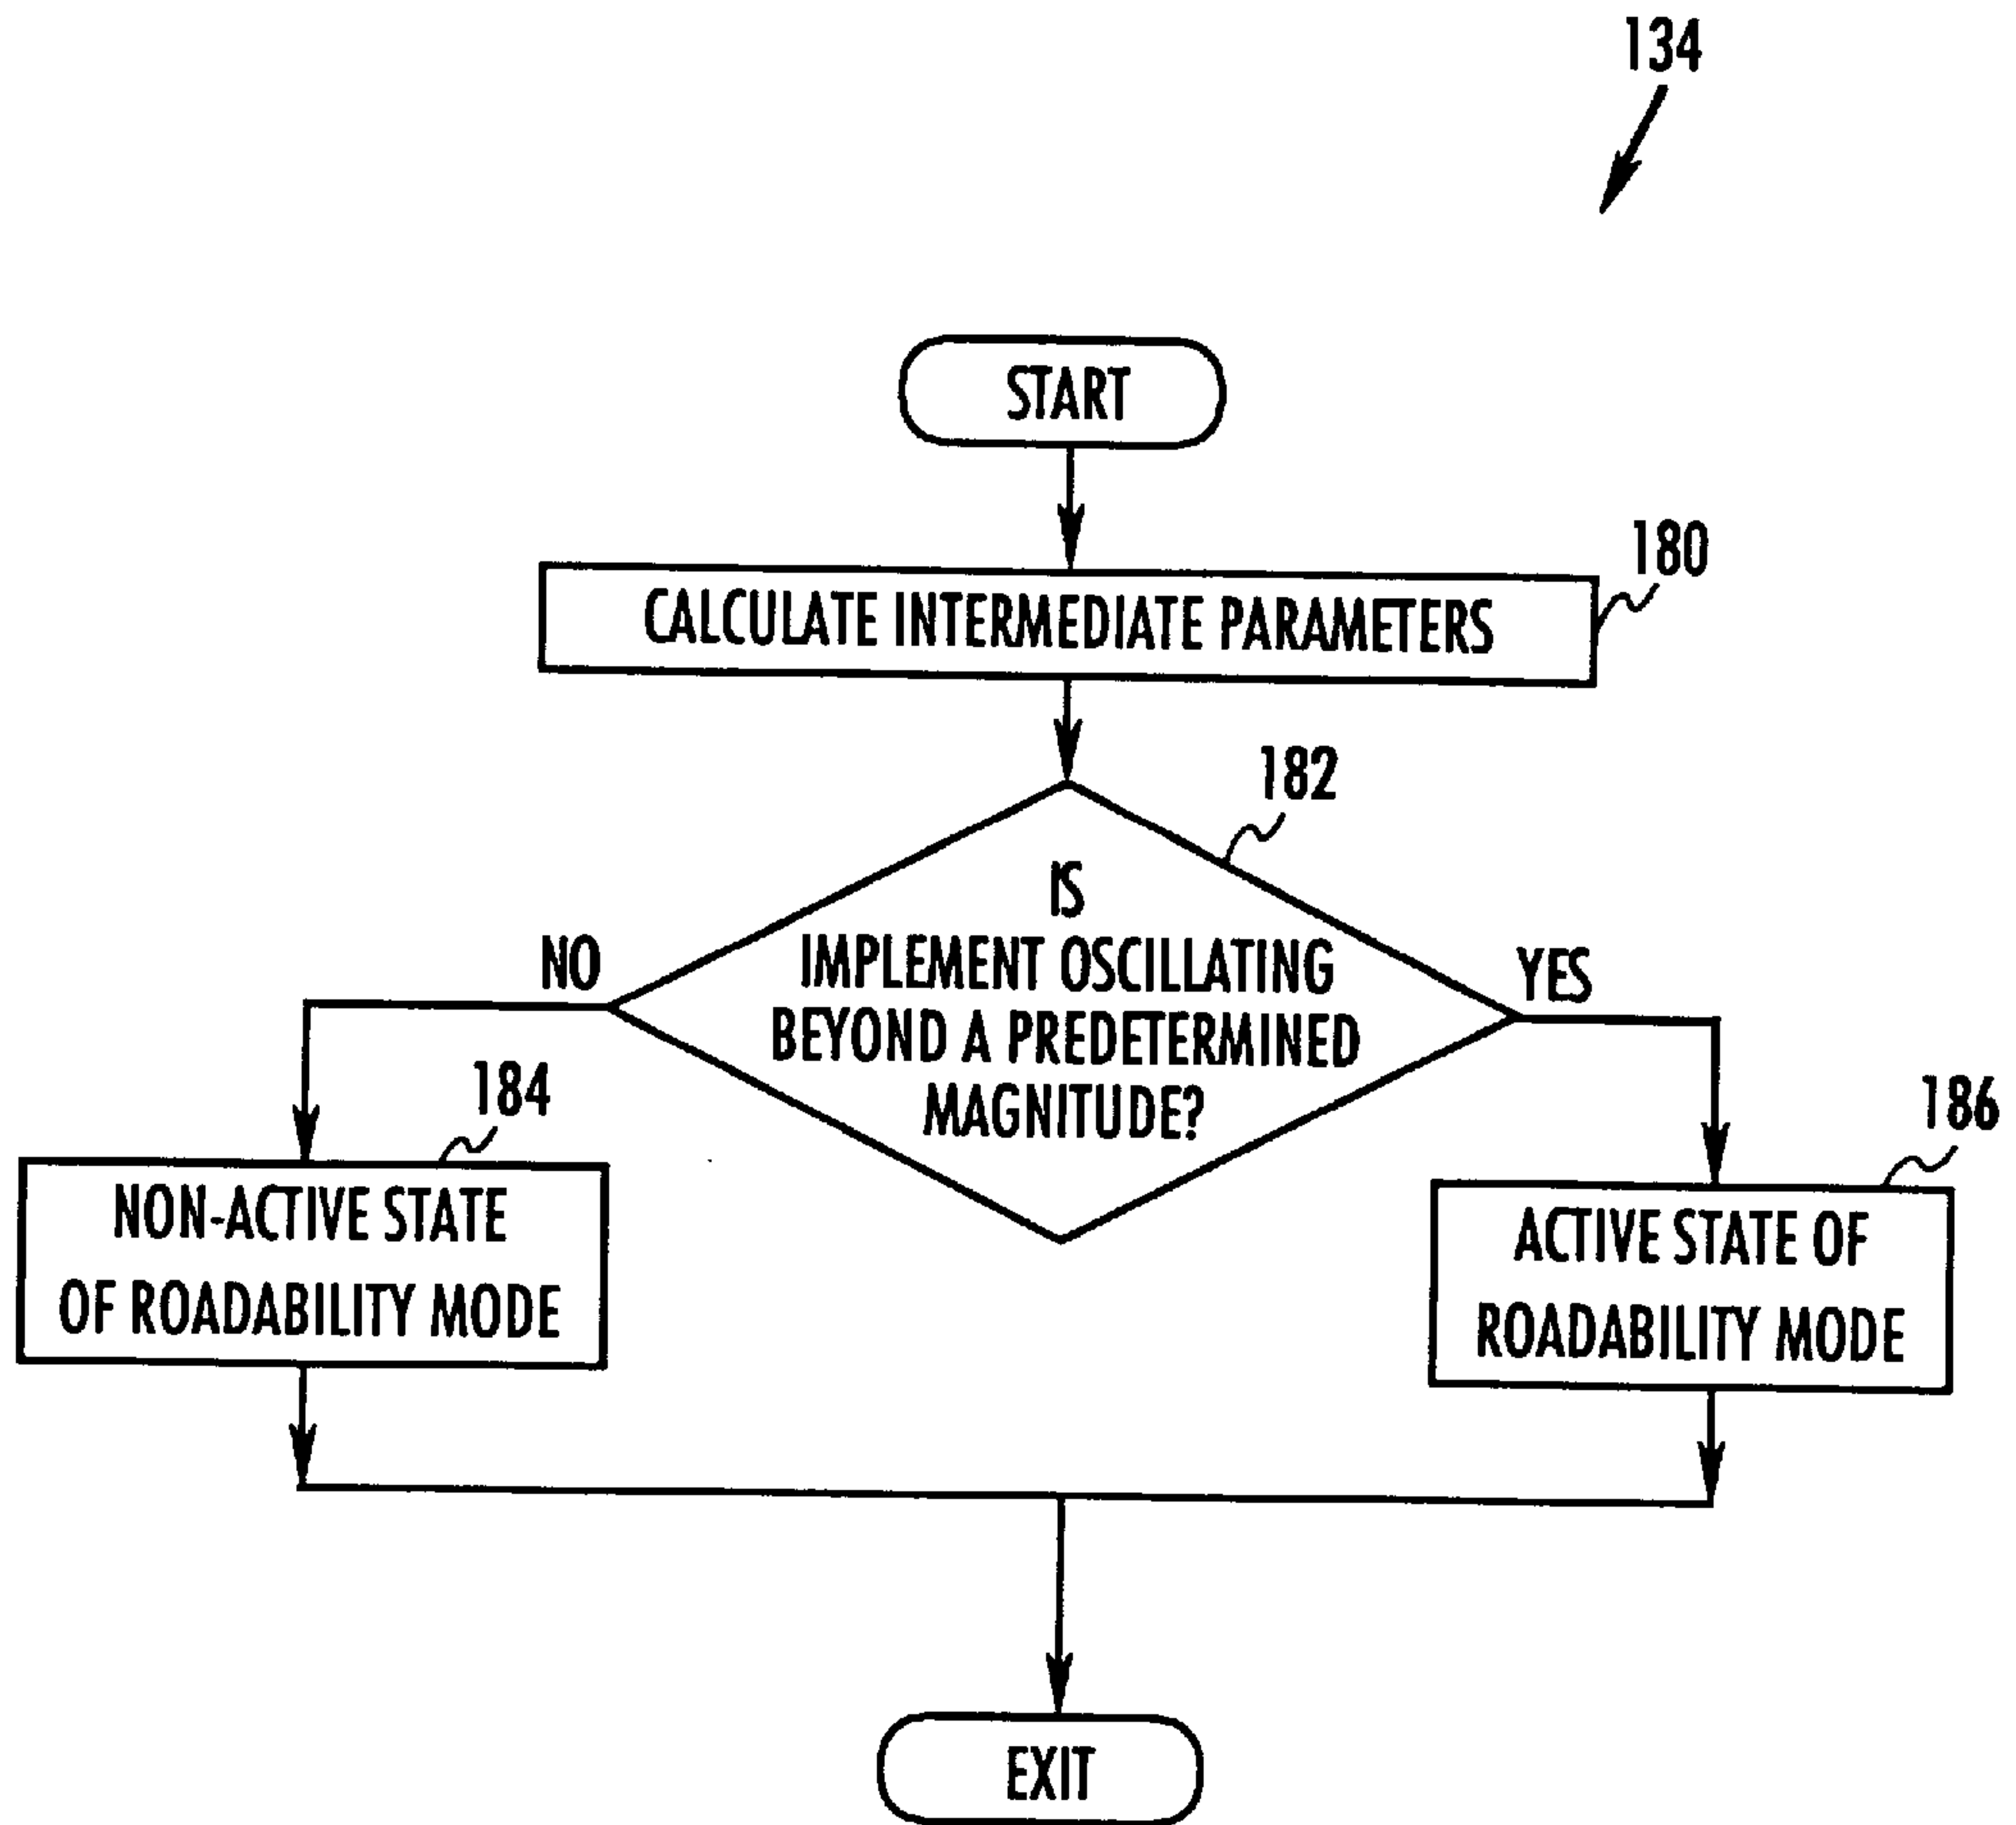 134
START
180
CALCULATE INTERMEDIATE PARAMETERS
182
IS
IMPLEMENT OSCILLATING
BEYOND A PREDETERMINED
MAGNITUDE?
NO
YES
184
NON-ACTIVE STATE
OF ROADABILITY MODE
186
ACTIVE STATE OF
ROADABILITY MODE
EXIT